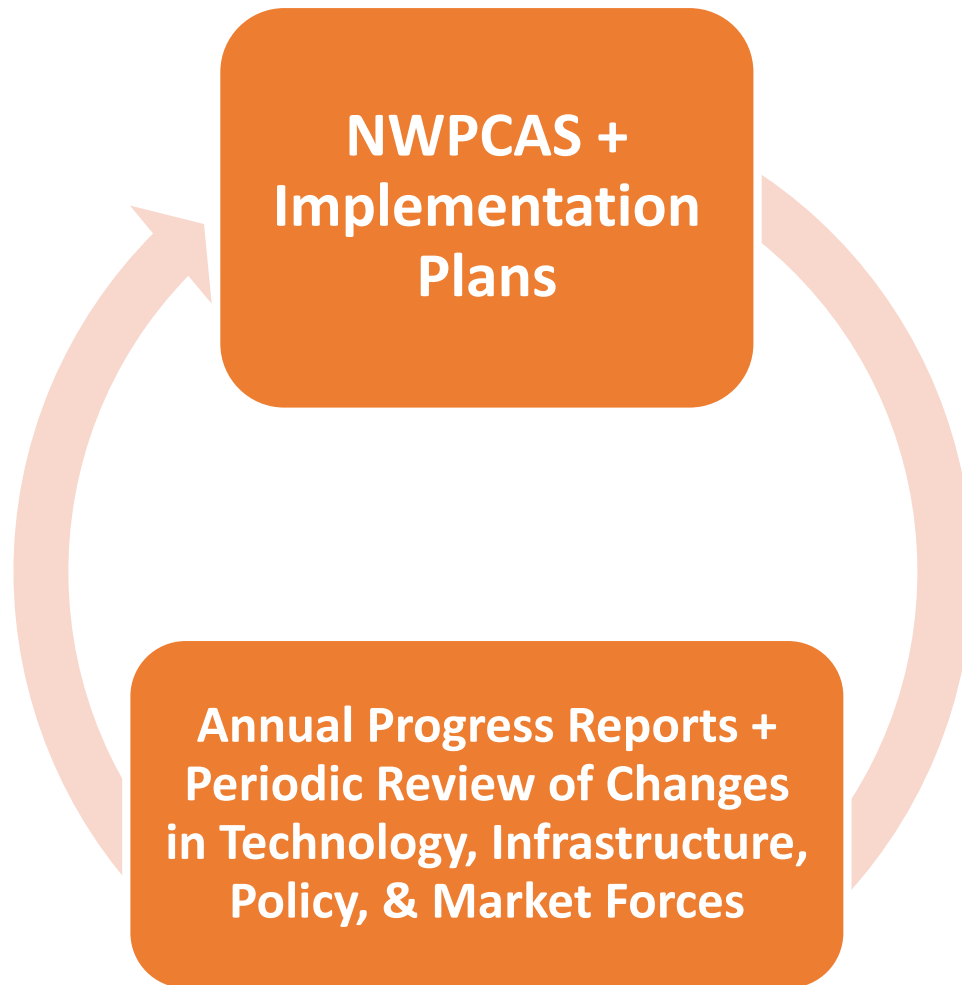 NWPCAS +
Implementation
Plans
Annual Progress Reports +
Periodic Review of Changes
in Technology, Infrastructure,
Policy, & Market Forces